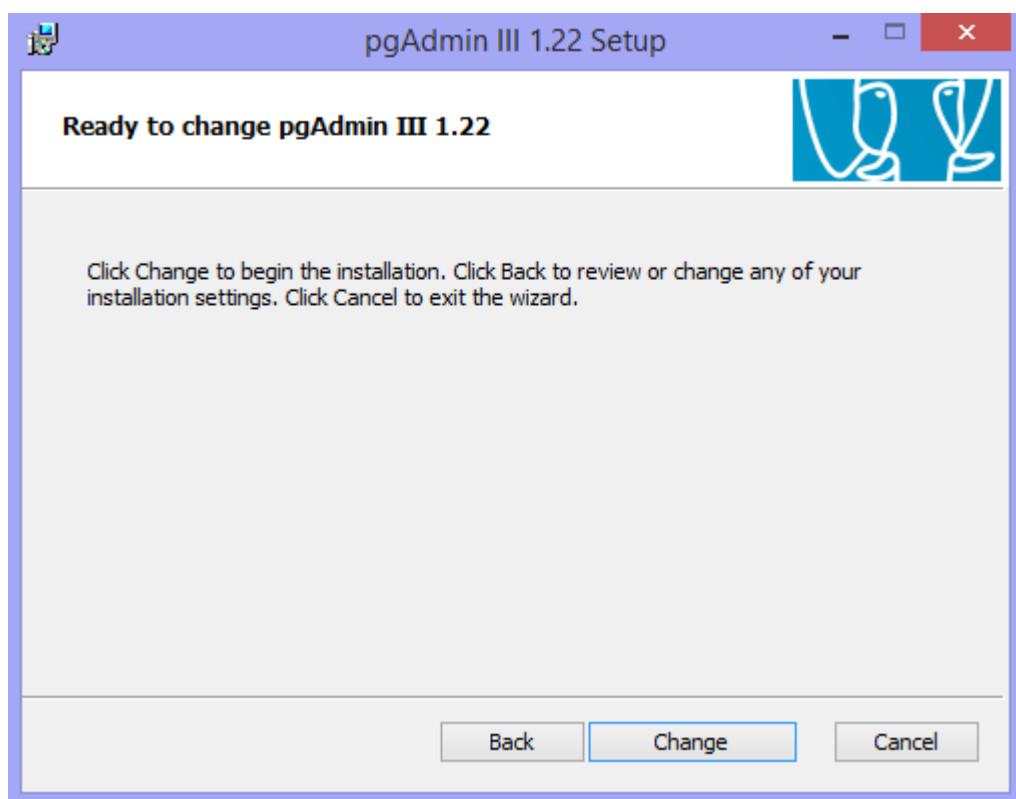 pgAdmin III 1.22 Setup
Ready to change pgAdmin III 1.22
Click Change to begin the installation. Click Back to review or change any of your
installation settings. Click Cancel to exit the wizard.
Back
Change
Cancel